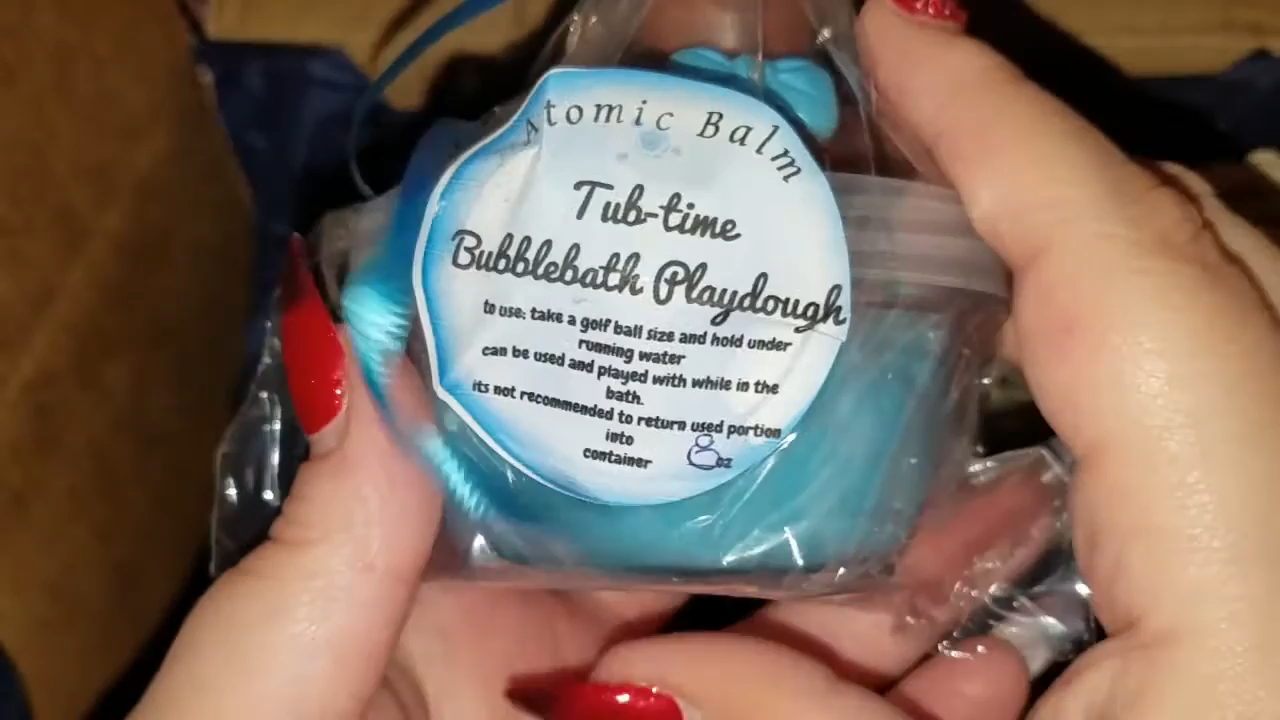 Atomic Balm
Tub-time
Bubblebath Playdough
to use: take a golf ball size and hold under
running water
can be used and played with while in the
bath.
its not recommended to return used portion
into
container 8oz